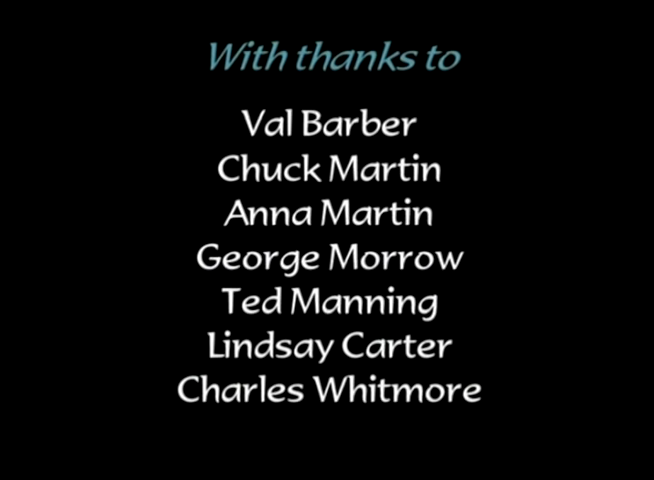 With thanks to
Val Barber
Chuck Martin
Anna Martin
George Morrow
Ted Manning
Lindsay Carter
Charles Whitmore